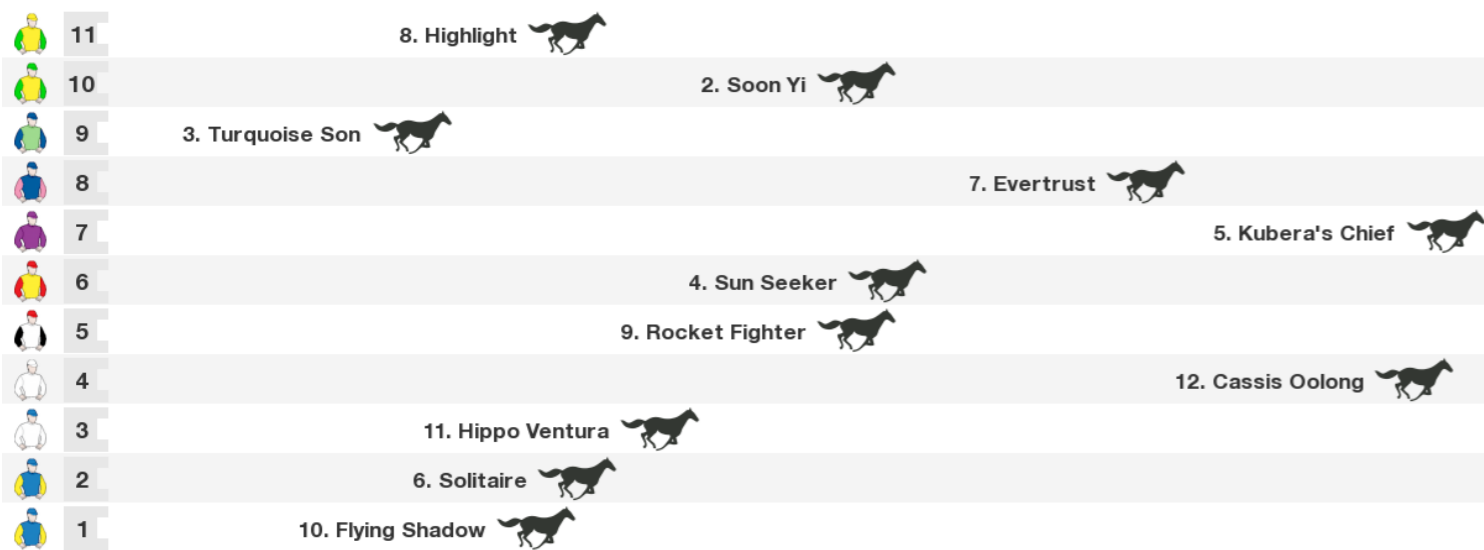 11 8. Highlight
10 2. Soon Yi
9 3. Turquoise Son
8 7. Evertrust
7 5. Kubera's Chief
6 4. Sun Seeker
5 9. Rocket Fighter
4 12. Cassis Oolong
3 11. Hippo Ventura
2 6. Solitaire
1 10. Flying Shadow